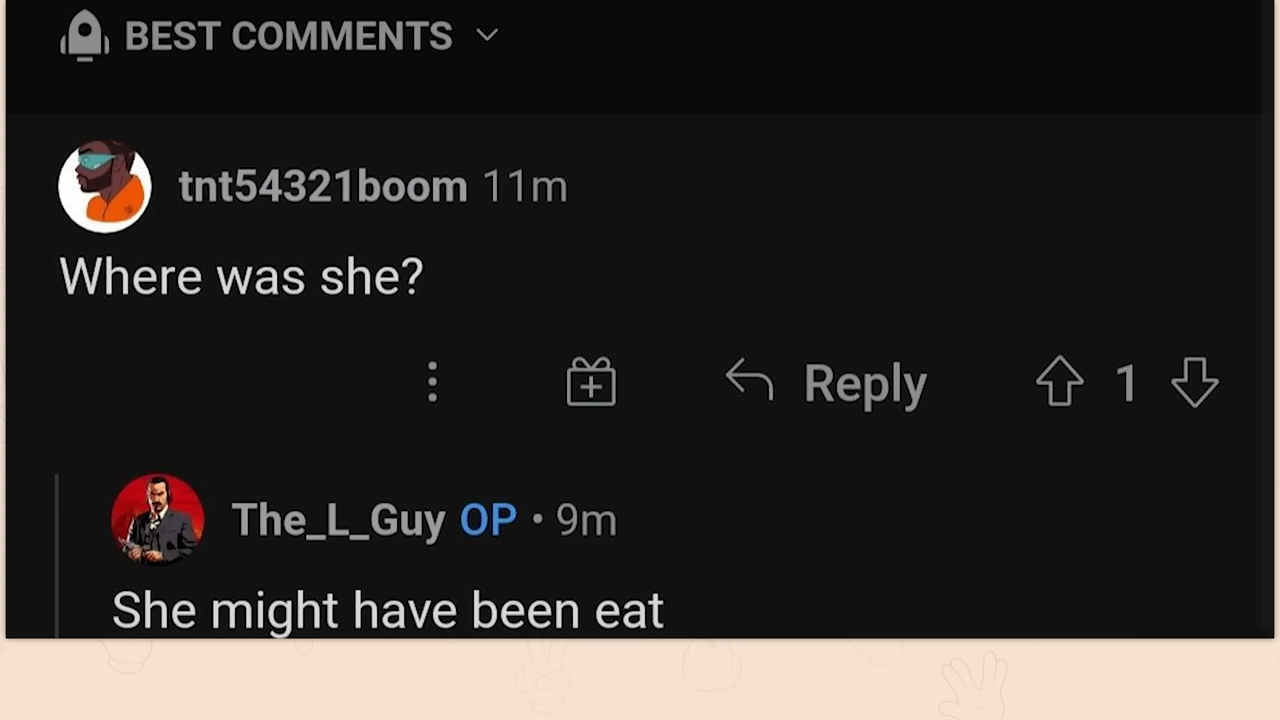 BEST COMMENTS
tnt54321boom 11m
Where was she?
Reply 1
The_L_Guy OP • 9m
She might have been eat